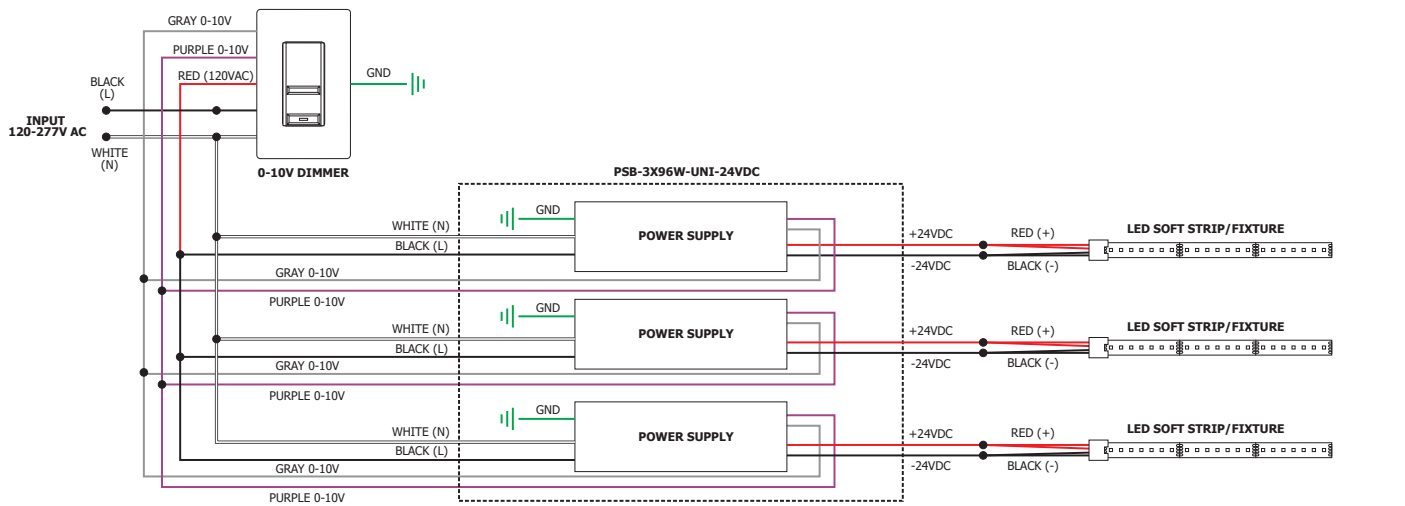 GRAY 0-10V
PURPLE 0-10V
RED (120VAC)
GND
BLACK
(L)
INPUT
120-277V AC
WHITE
(N)
0-10V DIMMER
PSB-3X96W-UNI-24VDC
GND
WHITE (N)
BLACK (L)
POWER SUPPLY
GRAY 0-10V
PURPLE 0-10V
+24VDC
-24VDC
RED (+)
BLACK (-)
LED SOFT STRIP/FIXTURE
GND
WHITE (N)
BLACK (L)
POWER SUPPLY
GRAY 0-10V
PURPLE 0-10V
+24VDC
-24VDC
RED (+)
BLACK (-)
LED SOFT STRIP/FIXTURE
GND
WHITE (N)
BLACK (L)
POWER SUPPLY
GRAY 0-10V
PURPLE 0-10V
+24VDC
-24VDC
RED (+)
BLACK (-)
LED SOFT STRIP/FIXTURE